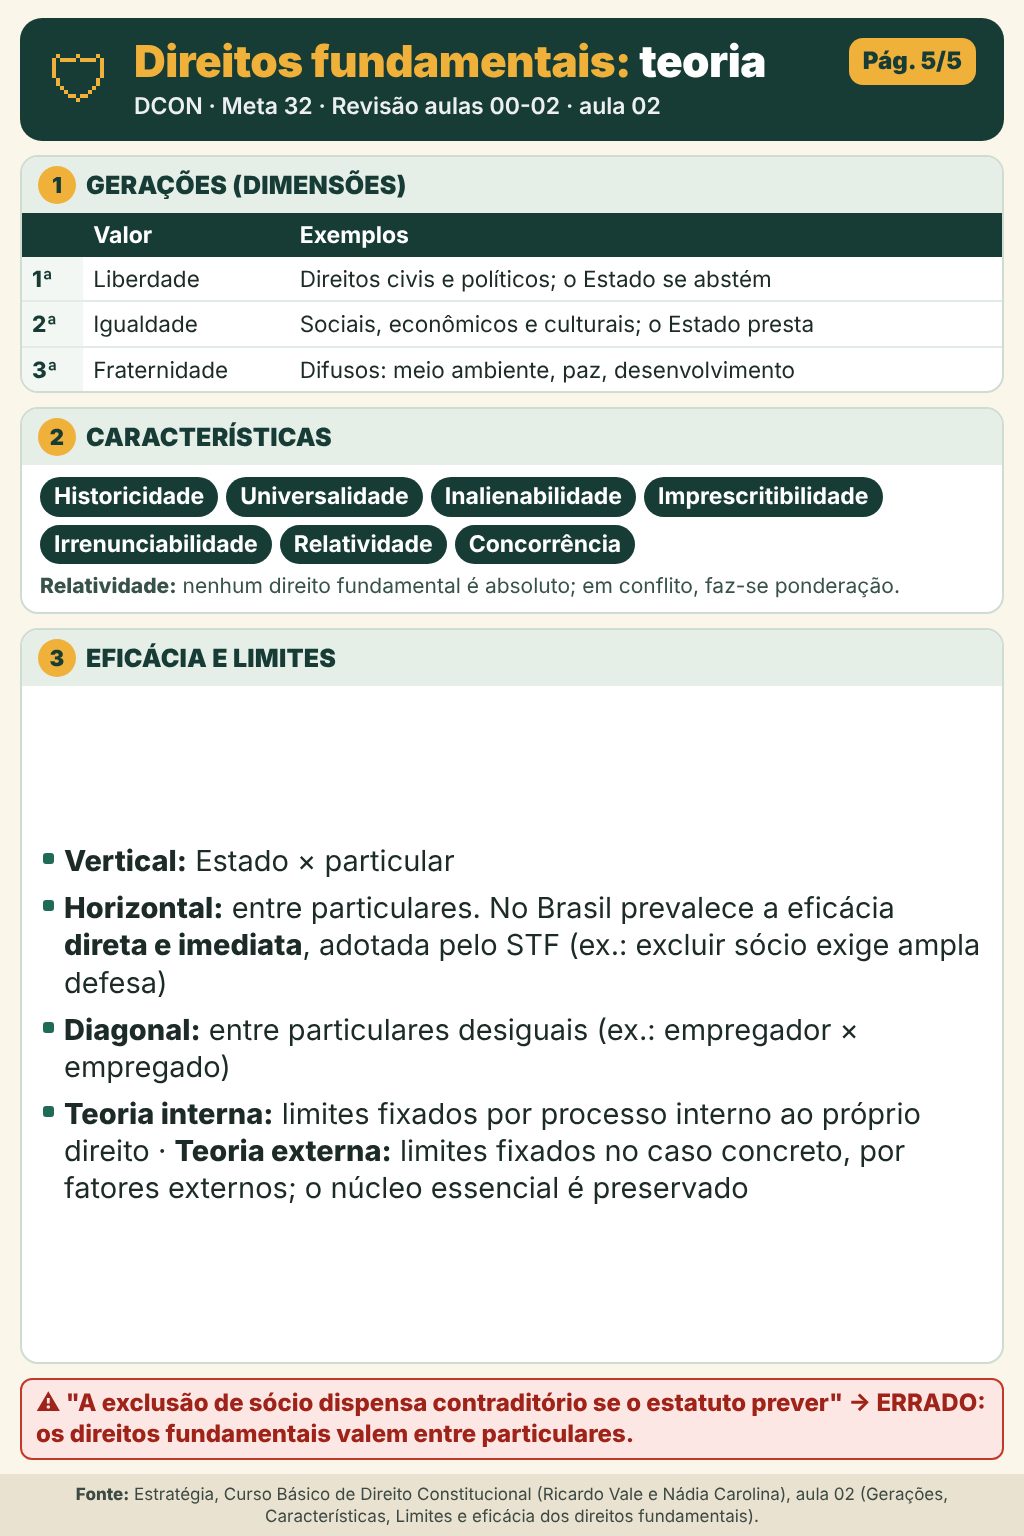 Direitos fundamentais: teoria
Pág. 5/5
DCON · Meta 32 · Revisão aulas 00-02 · aula 02
1 GERAÇÕES (DIMENSÕES)
Valor Exemplos
1ª Liberdade Direitos civis e políticos; o Estado se abstém
2ª Igualdade Sociais, econômicos e culturais; o Estado presta
3ª Fraternidade Difusos: meio ambiente, paz, desenvolvimento
2 CARACTERÍSTICAS
Historicidade Universalidade Inalienabilidade Imprescritibilidade
Irrenunciabilidade Relatividade Concorrência
Relatividade: nenhum direito fundamental é absoluto; em conflito, faz-se ponderação.
3 EFICÁCIA E LIMITES
Vertical: Estado × particular
Horizontal: entre particulares. No Brasil prevalece a eficácia
direta e imediata, adotada pelo STF (ex.: excluir sócio exige ampla
defesa)
Diagonal: entre particulares desiguais (ex.: empregador ×
empregado)
Teoria interna: limites fixados por processo interno ao próprio
direito · Teoria externa: limites fixados no caso concreto, por
fatores externos; o núcleo essencial é preservado
⚠ "A exclusão de sócio dispensa contraditório se o estatuto prever" → ERRADO:
os direitos fundamentais valem entre particulares.
Fonte: Estratégia, Curso Básico de Direito Constitucional (Ricardo Vale e Nádia Carolina), aula 02 (Gerações,
Características, Limites e eficácia dos direitos fundamentais).